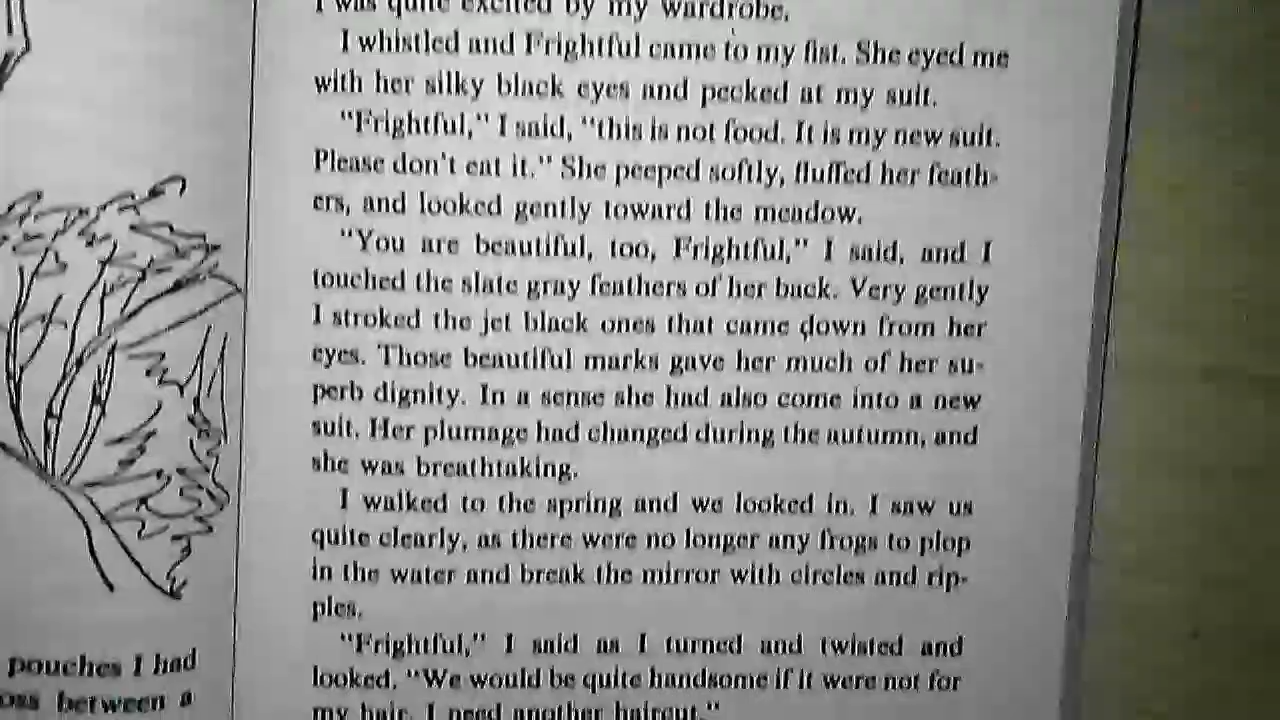 pouches I had
oss between a
I was quite excited by my wardrobe.
I whistled and Frightful came to my fist. She eyed me
with her silky black eyes and pecked at my suit.
"Frightful," I said, "this is not food. It is my new suit.
Please don't eat it." She peeped softly, fluffed her feath-
ers, and looked gently toward the meadow.
"You are beautiful, too, Frightful," I said, and I
touched the slate gray feathers of her back. Very gently
I stroked the jet black ones that came down from her
eyes. Those beautiful marks gave her much of her su-
perb dignity. In a sense she had also come into a new
suit. Her plumage had changed during the autumn, and
she was breathtaking.
I walked to the spring and we looked in. I saw us
quite clearly, as there were no longer any frogs to plop
in the water and break the mirror with circles and rip-
ples.
"Frightful," I said as I turned and twisted and
looked. "We would be quite handsome if it were not for
my hair. I need another haircut."